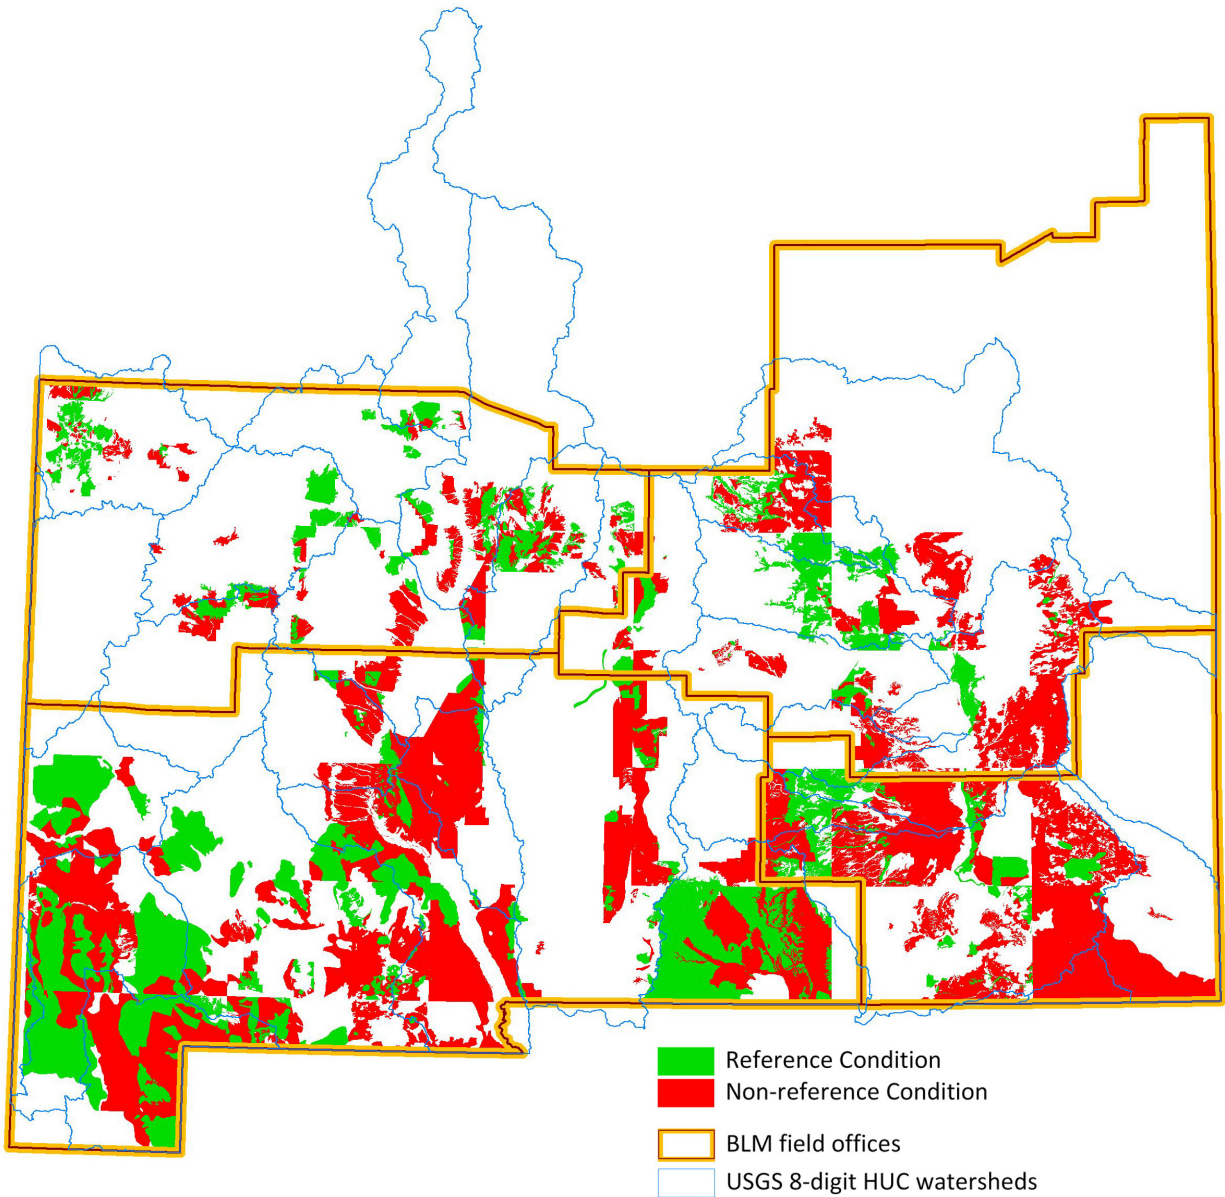 Reference Condition
Non-reference Condition
BLM field offices
USGS 8-digit HUC watersheds